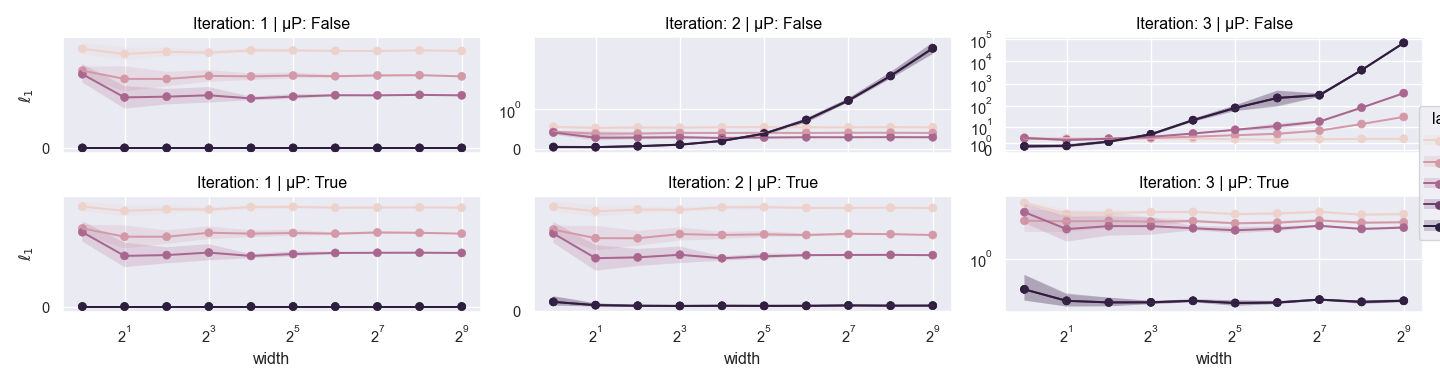 Iteration: 1 | μP: False
Iteration: 2 | μP: False
Iteration: 3 | μP: False
ℓ₁
0
10⁰
0
10⁵
10⁴
10³
10²
10¹
10⁰
0
la
Iteration: 1 | μP: True
Iteration: 2 | μP: True
Iteration: 3 | μP: True
ℓ₁
0
0
10⁰
2¹ 2³ 2⁵ 2⁷ 2⁹
2¹ 2³ 2⁵ 2⁷ 2⁹
2¹ 2³ 2⁵ 2⁷ 2⁹
width
width
width